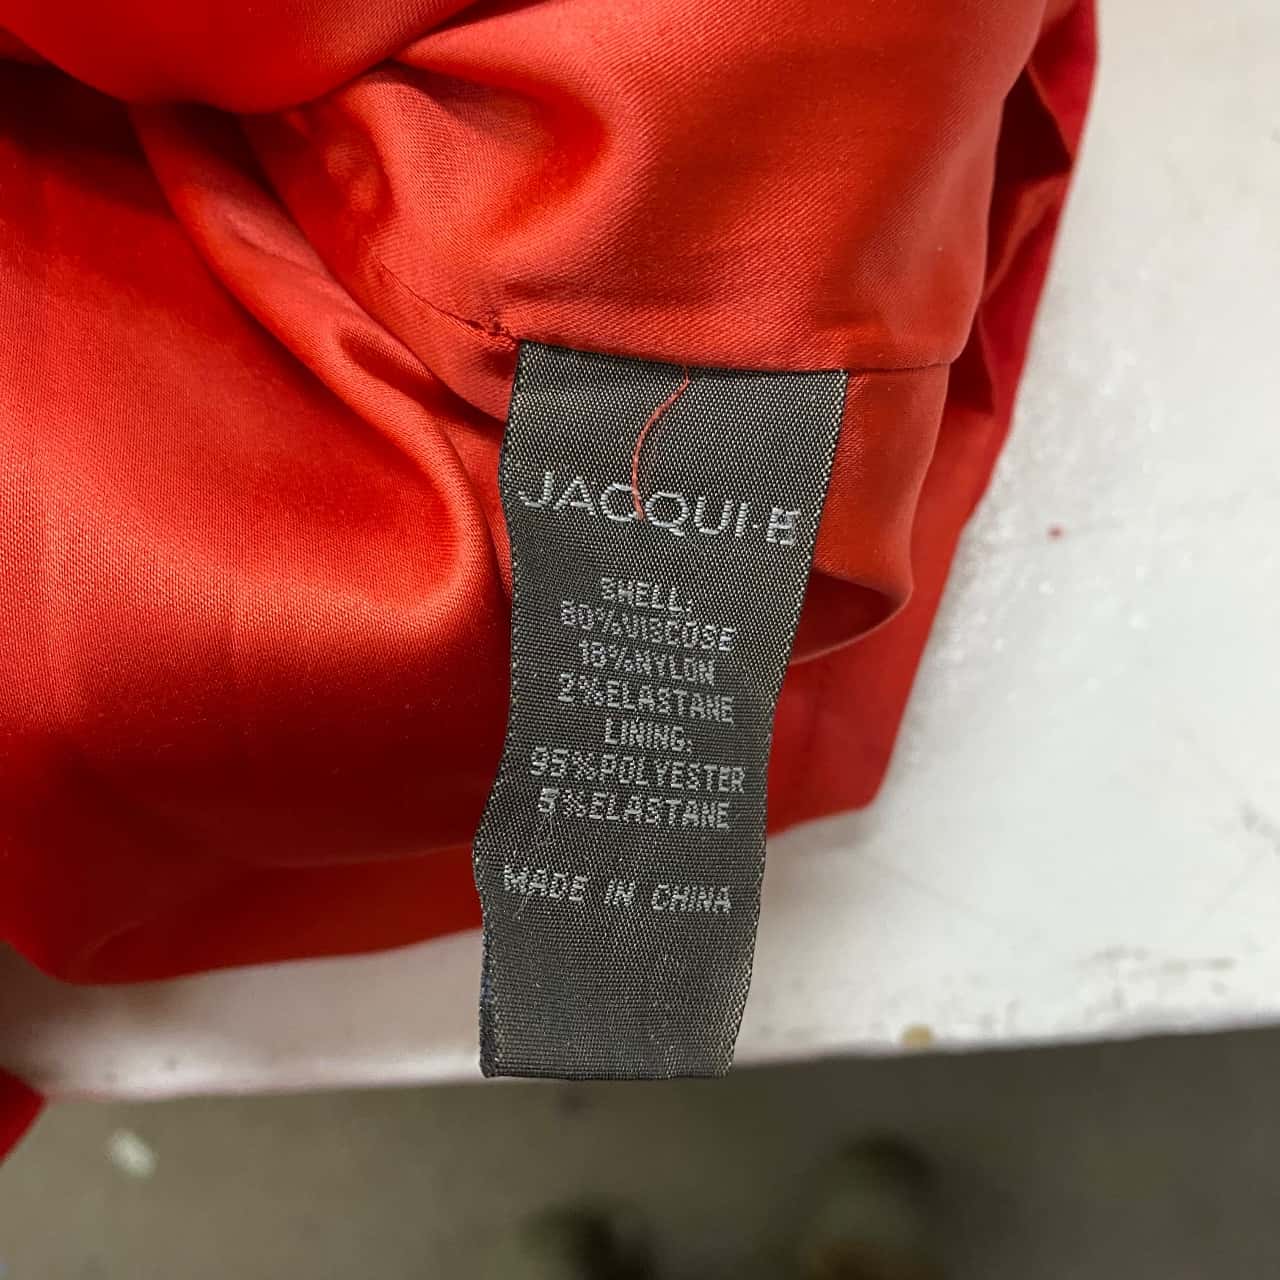 JACQUI·E
SHELL:
80%VISCOSE
18%NYLON
2%ELASTANE
LINING:
95%POLYESTER
5%ELASTANE
MADE IN CHINA